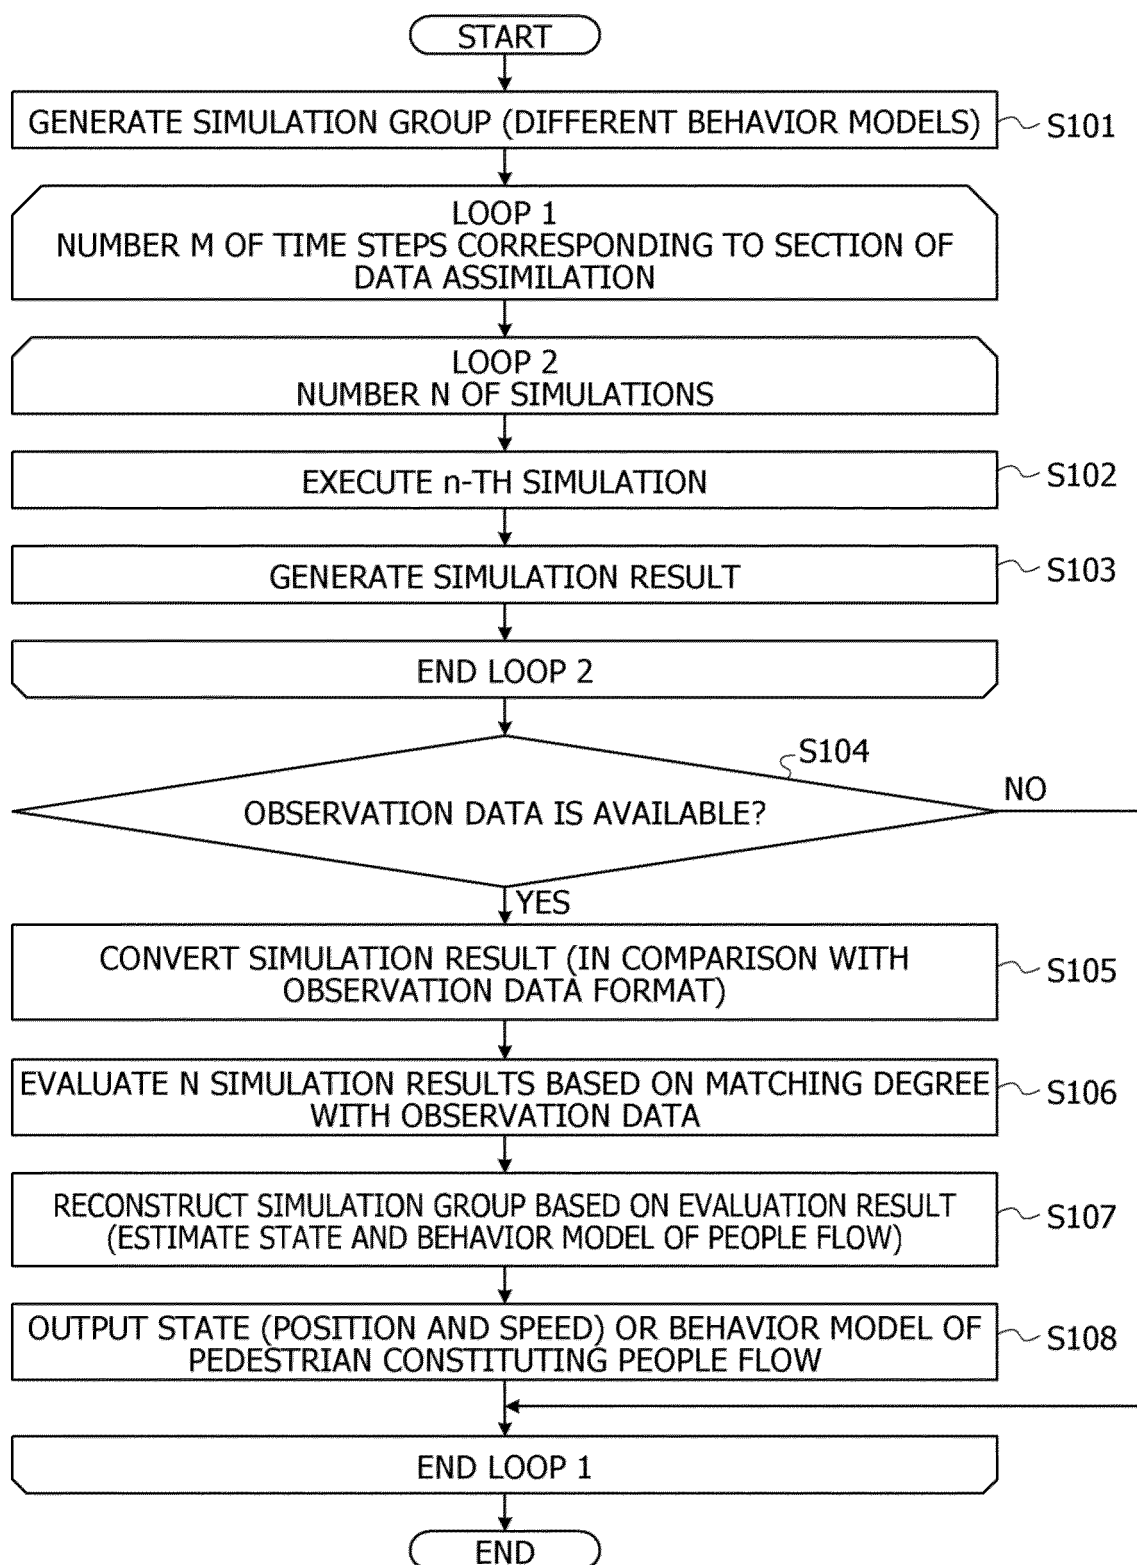 START
GENERATE SIMULATION GROUP (DIFFERENT BEHAVIOR MODELS)
S101
LOOP 1
NUMBER M OF TIME STEPS CORRESPONDING TO SECTION OF
DATA ASSIMILATION
LOOP 2
NUMBER N OF SIMULATIONS
EXECUTE n-TH SIMULATION
S102
GENERATE SIMULATION RESULT
S103
END LOOP 2
S104
OBSERVATION DATA IS AVAILABLE?
NO
YES
CONVERT SIMULATION RESULT (IN COMPARISON WITH
OBSERVATION DATA FORMAT)
S105
EVALUATE N SIMULATION RESULTS BASED ON MATCHING DEGREE
WITH OBSERVATION DATA
S106
RECONSTRUCT SIMULATION GROUP BASED ON EVALUATION RESULT
(ESTIMATE STATE AND BEHAVIOR MODEL OF PEOPLE FLOW)
S107
OUTPUT STATE (POSITION AND SPEED) OR BEHAVIOR MODEL OF
PEDESTRIAN CONSTITUTING PEOPLE FLOW
S108
END LOOP 1
END